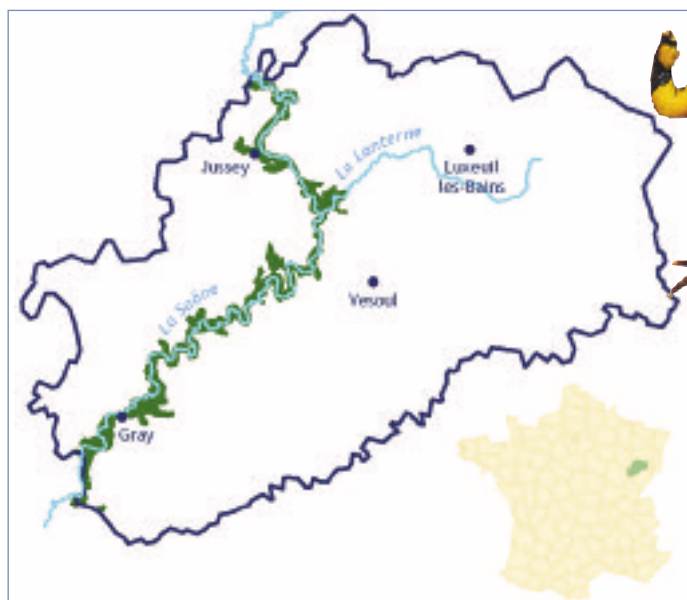 La Lanterne
Jussey
Luxeuil
les-Bains
La Saône
Vesoul
Gray